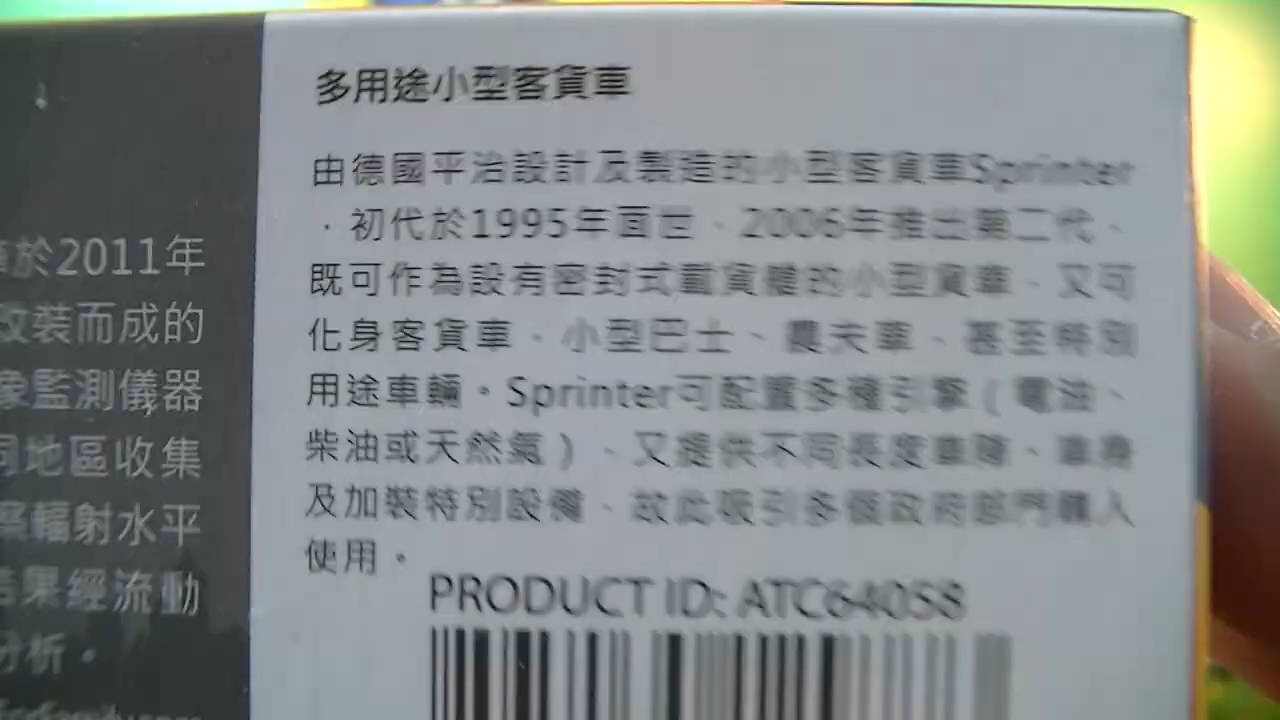 於2011年
改裝而成的
象監測儀器
同地區收集
輻射水平
結果經流動
分析。
多用途小型客貨車
由德國平治設計及製造的小型客貨車Sprinter
,初代於1995年面世、2006年推出第二代、
既可作為設有密封式載貨艙的小型貨車、又可
化身客貨車、小型巴士、農夫車、甚至特別
用途車輛。Sprinter可配置多種引擎(電油、
柴油或天然氣)、又提供不同長度車隊、車身
及加裝特別設備、故此吸引多個政府部門購入
使用。
PRODUCT ID: ATC64058